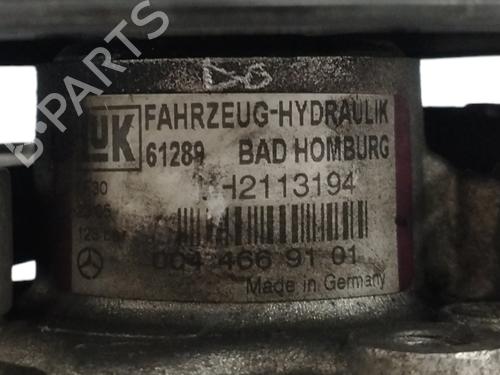 B-PARTS
LUK
FAHRZEUG-HYDRAULIK
61289 BAD HOMBURG
H2113194
004 466 91 01
Made in Germany